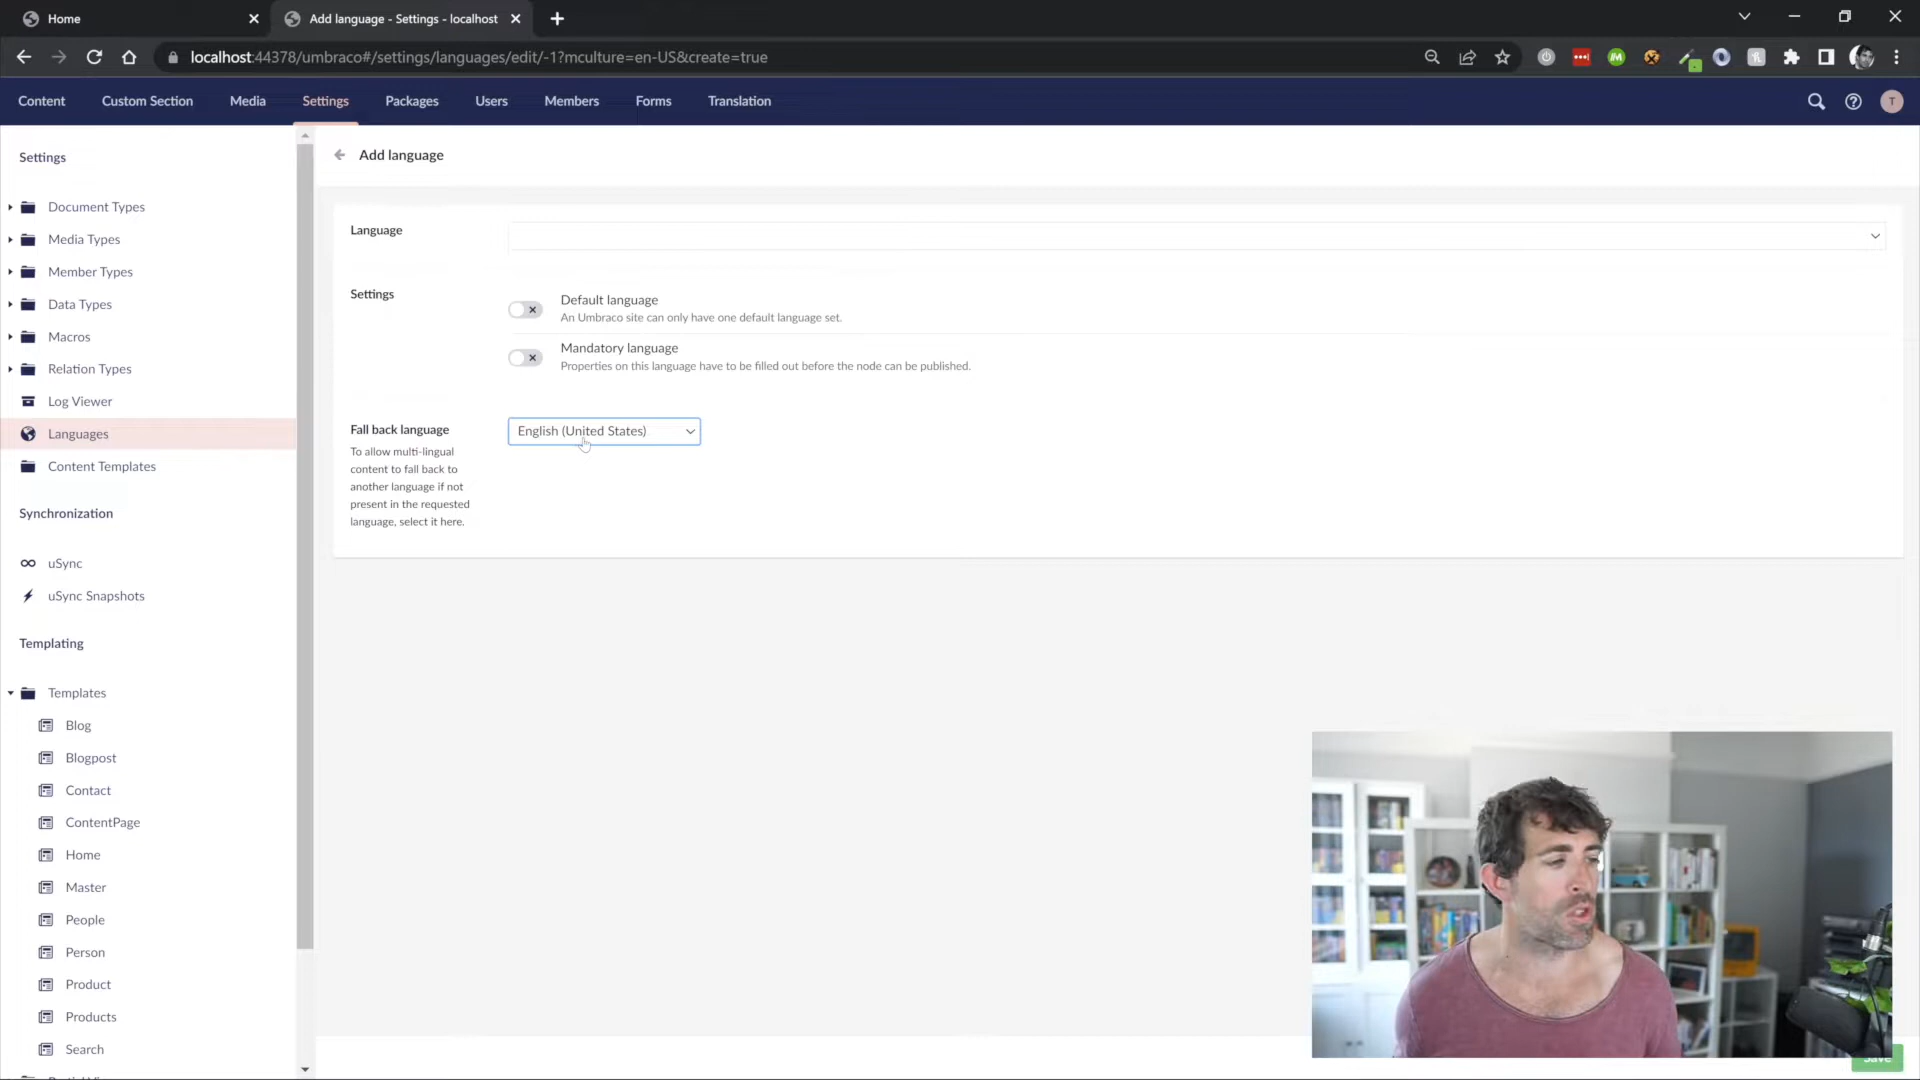 Home
Add language - Settings - localhost
localhost:44378/umbraco#/settings/languages/edit/-1?mculture=en-US&create=true
Content
Custom Section
Media
Settings
Packages
Users
Members
Forms
Translation
T
Settings
Document Types
Media Types
Member Types
Data Types
Macros
Relation Types
Log Viewer
Languages
Content Templates
Synchronization
uSync
uSync Snapshots
Templating
Templates
Blog
Blogpost
Contact
ContentPage
Home
Master
People
Person
Product
Products
Search
Add language
Language
Settings
Default language
An Umbraco site can only have one default language set.
Mandatory language
Properties on this language have to be filled out before the node can be published.
Fall back language
To allow multi-lingual
content to fall back to
another language if not
present in the requested
language, select it here.
English (United States)
Save